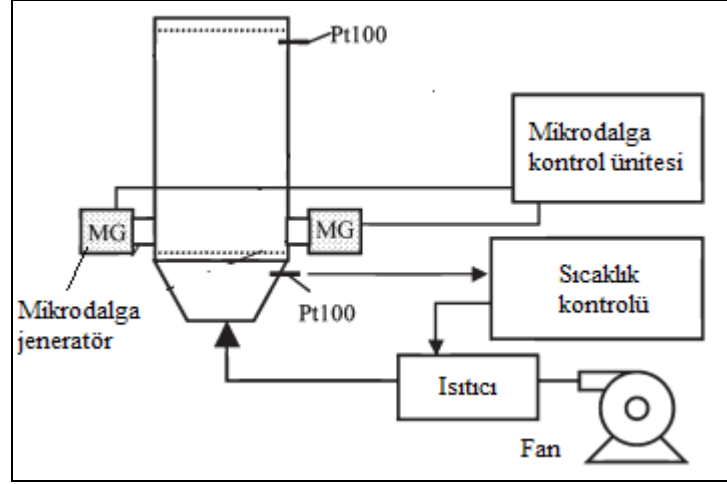 Pt100
Mikrodalga
kontrol ünitesi
MG
MG
Sıcaklık
kontrolü
Mikrodalga
jeneratör
Pt100
Isıtıcı
Fan